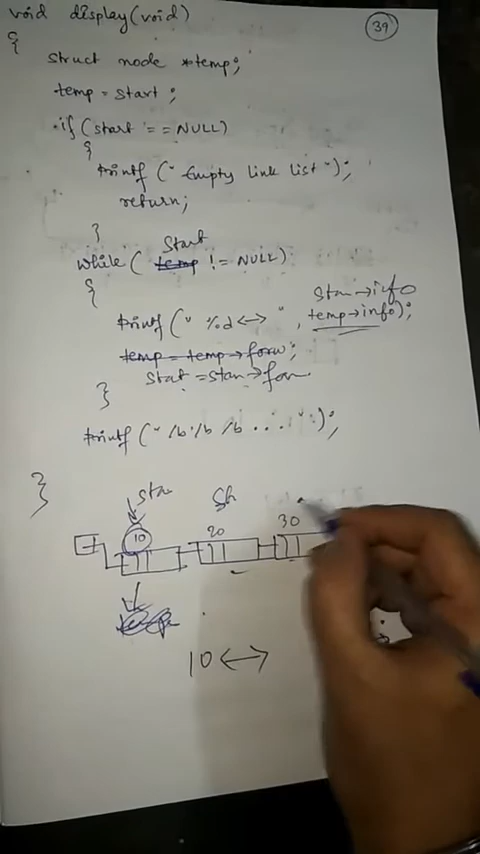 void display(void)
39
{
struct node *temp;
temp = start;
if (start == NULL)
{
printf (" Empty link list ");
return;
}
start
while ( temp != NULL)
{
start→info
printf (" %d<-> ", temp→info);
temp = temp→forw;
start = start→forw
}
printf (" /b /b /b . . . " );
}
start
St
10
20
30
temp
10 <->